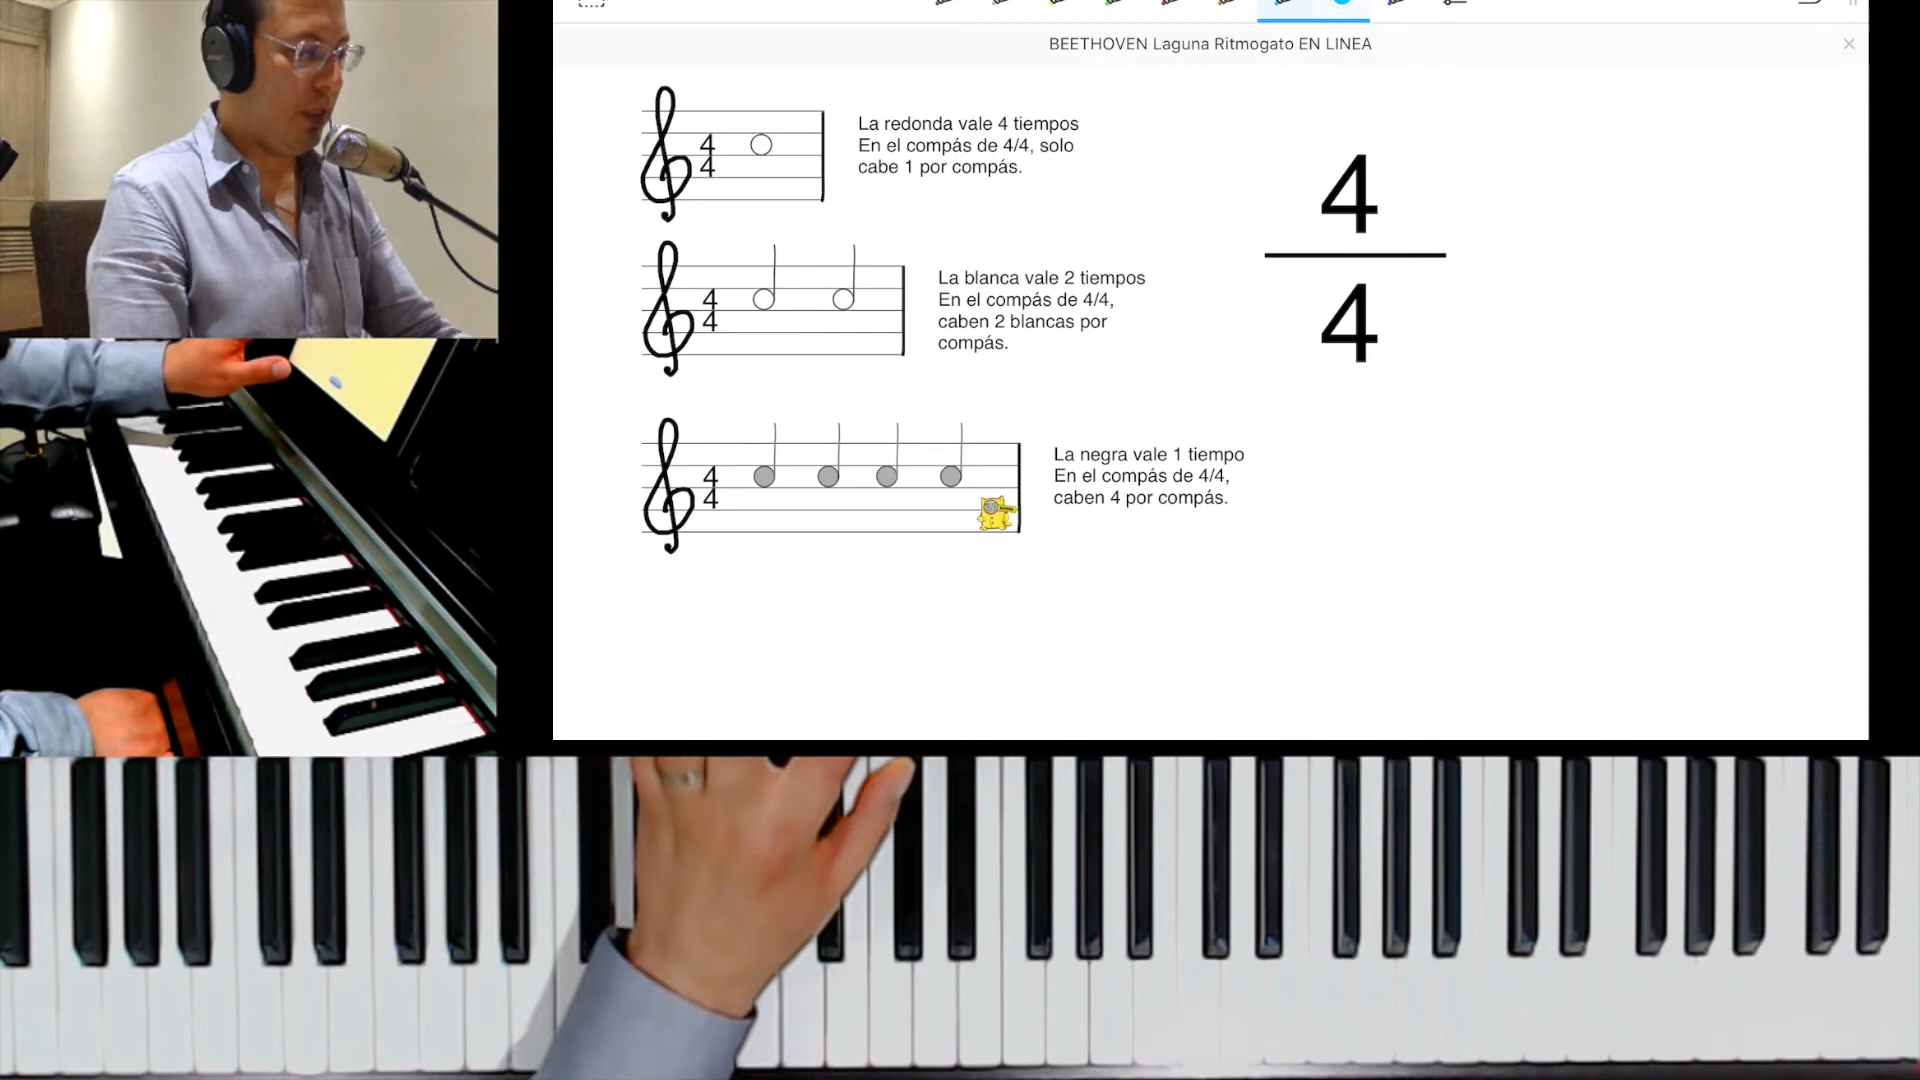 BEETHOVEN Laguna Ritmogato EN LINEA
4
4
La redonda vale 4 tiempos
En el compás de 4/4, solo
cabe 1 por compás.
4
4
4
4
La blanca vale 2 tiempos
En el compás de 4/4,
caben 2 blancas por
compás.
4
4
La negra vale 1 tiempo
En el compás de 4/4,
caben 4 por compás.